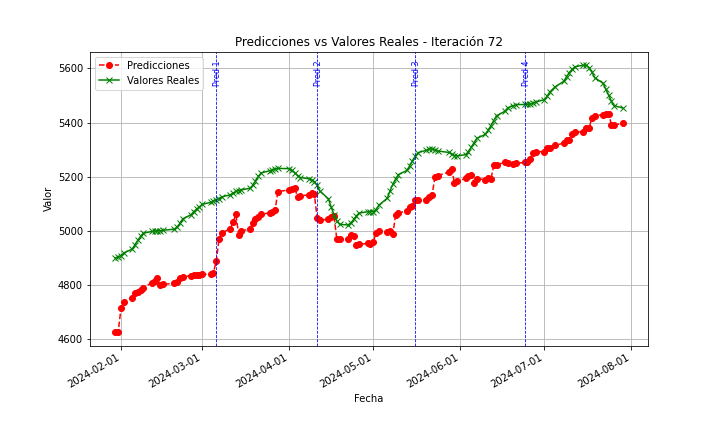 Predicciones vs Valores Reales - Iteración 72
Predicciones
Valores Reales
Pred 1
Pred 2
Pred 3
Pred 4
Valor
5600
5400
5200
5000
4800
4600
2024-02-01
2024-03-01
2024-04-01
2024-05-01
2024-06-01
2024-07-01
2024-08-01
Fecha